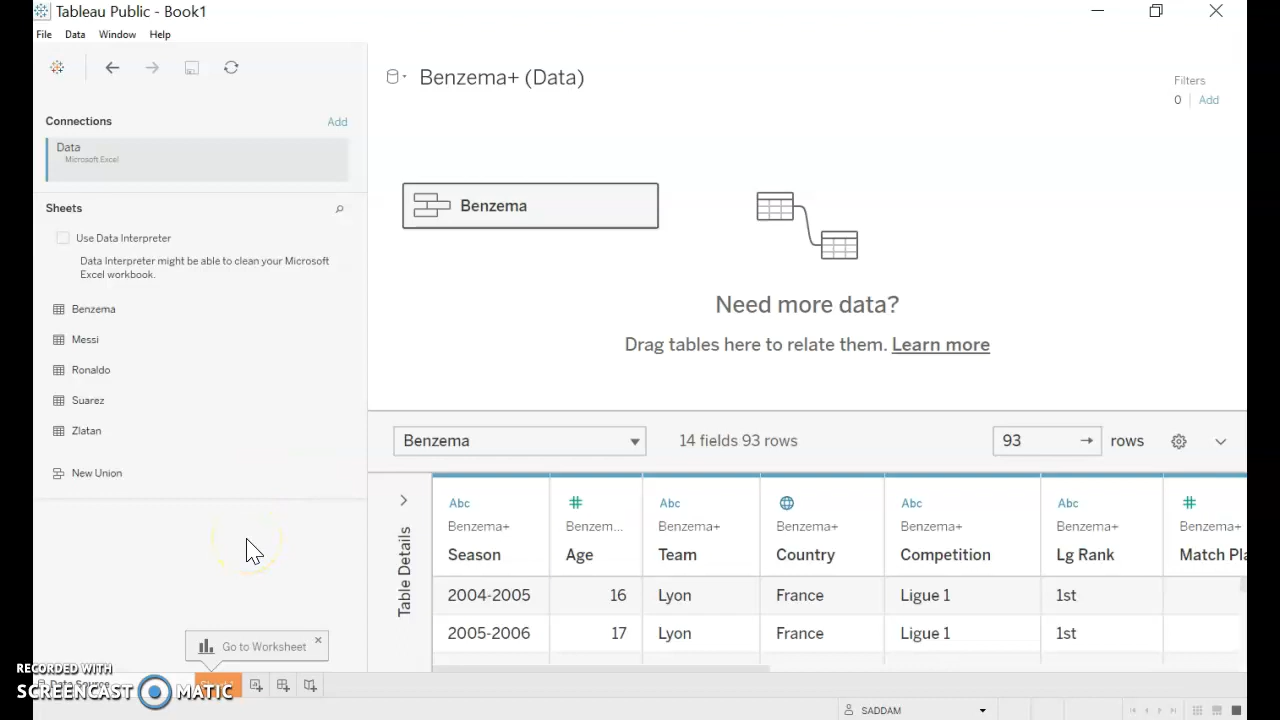 Tableau Public - Book1
File Data Window Help
Connections
Add
Data
Microsoft Excel
Sheets
Use Data Interpreter
Data Interpreter might be able to clean your Microsoft
Excel workbook.
Benzema
Messi
Ronaldo
Suarez
Zlatan
New Union
Go to Worksheet
Benzema+ (Data)
Filters
0 Add
Benzema
Need more data?
Drag tables here to relate them. Learn more
Benzema
14 fields 93 rows
93
rows
Table Details
Abc # Abc Abc Abc #
Benzema+ Benzem... Benzema+ Benzema+ Benzema+ Benzema+ Benzema+
Season Age Team Country Competition Lg Rank Match Pla
2004-2005 16 Lyon France Ligue 1 1st
2005-2006 17 Lyon France Ligue 1 1st
RECORDED WITH
SCREENCAST MATIC
SADDAM